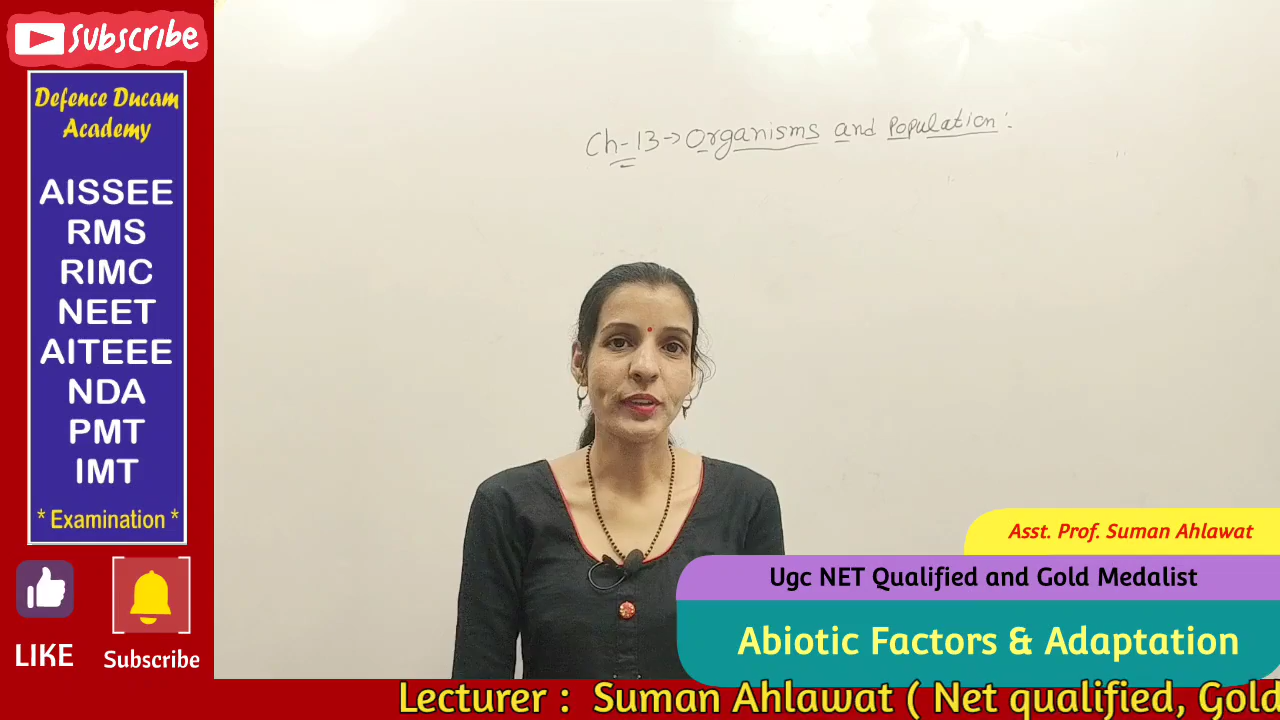 Subscribe
Defence Ducam
Academy
AISSEE
RMS
RIMC
NEET
AITEEE
NDA
PMT
IMT
* Examination *
LIKE
Subscribe
Ch-13→Organisms and Population:
Asst. Prof. Suman Ahlawat
Ugc NET Qualified and Gold Medalist
Abiotic Factors & Adaptation
Lecturer : Suman Ahlawat ( Net qualified, Gold